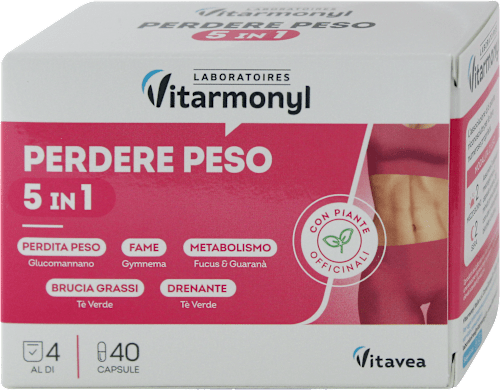 PERDERE PESO
5 IN 1
LABORATOIRES
Vitarmonyl
PERDERE PESO
5 IN 1
PERDITA PESO
Glucomannano
FAME
Gymnema
METABOLISMO
Fucus & Guaranà
BRUCIA GRASSI
Tè Verde
DRENANTE
Tè Verde
CON PIANTE
OFFICINALI
4
AL DI
40
CAPSULE
Vitavea